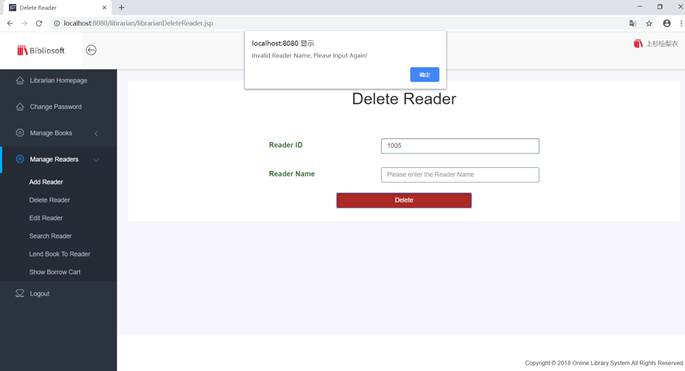 Delete Reader
localhost:8080/librarian/librarianDeleteReader.jsp
Bibliosoft
上杉绘梨衣
localhost:8080 显示
Invalid Reader Name, Please Input Again!
确定
Librarian Homepage
Change Password
Manage Books
Manage Readers
Add Reader
Delete Reader
Edit Reader
Search Reader
Lend Book To Reader
Show Borrow Cart
Logout
Delete Reader
Reader ID
1005
Reader Name
Please enter the Reader Name
Delete
Copyright © 2018 Online Library System All Rights Reserved.